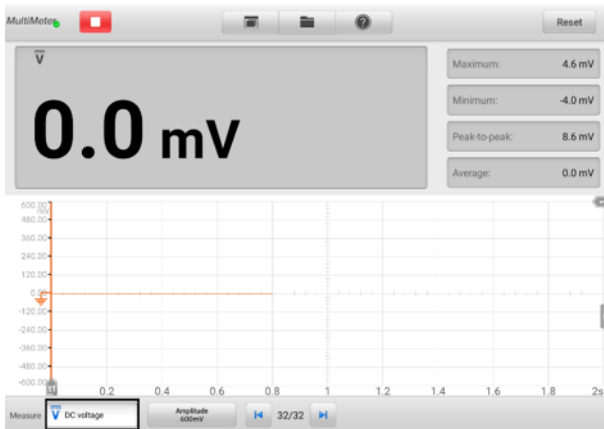 MultiMeter
Reset
V
0.0 mV
Maximum: 4.6 mV
Minimum: -4.0 mV
Peak-to-peak: 8.6 mV
Average: 0.0 mV
600.00
mV
480.00
360.00
240.00
120.00
0.00
-120.00
-240.00
-360.00
-480.00
-600.00
0.2 0.4 0.6 0.8 1 1.2 1.4 1.6 1.8 2s
Measure V DC voltage Amplitude 600mV 32/32